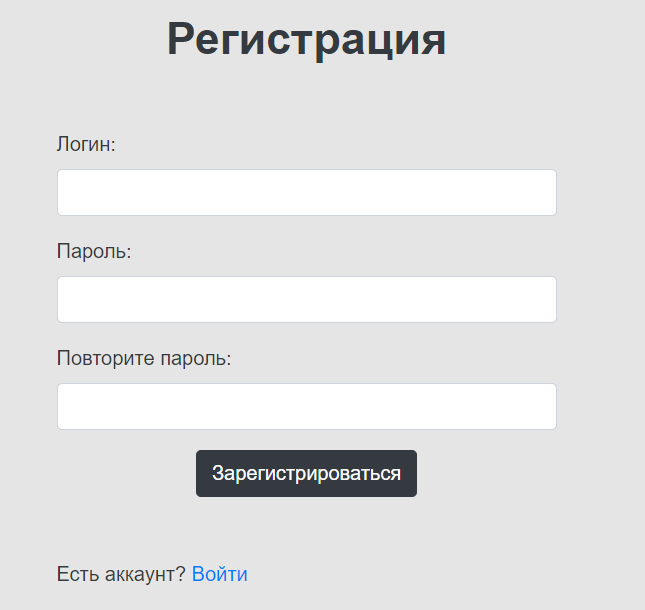 Регистрация
Логин:
Пароль:
Повторите пароль:
Зарегистрироваться
Есть аккаунт? Войти